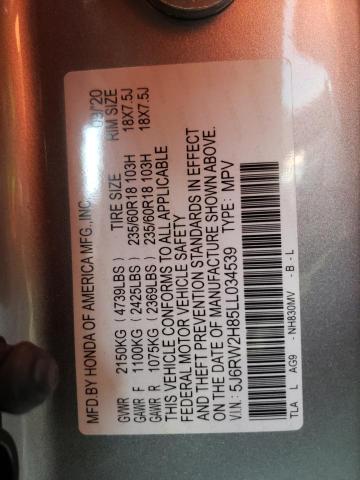 MFD.BY HONDA OF AMERICA MFG.,INC. 03/20
TIRE SIZE RIM SIZE
GVWR 2150KG (4739LBS)
GAWR F 1100KG (2425LBS) 235/60R18 103H 18X7.5J
GAWR R 1075KG (2369LBS) 235/60R18 103H 18X7.5J
THIS VEHICLE CONFORMS TO ALL APPLICABLE
FEDERAL MOTOR VEHICLE SAFETY
AND THEFT PREVENTION STANDARDS IN EFFECT
ON THE DATE OF MANUFACTURE SHOWN ABOVE.
V.I.N.: 5J6RW2H85LL034539 TYPE: MPV
TLA L AG9 -NH830MV -B-L